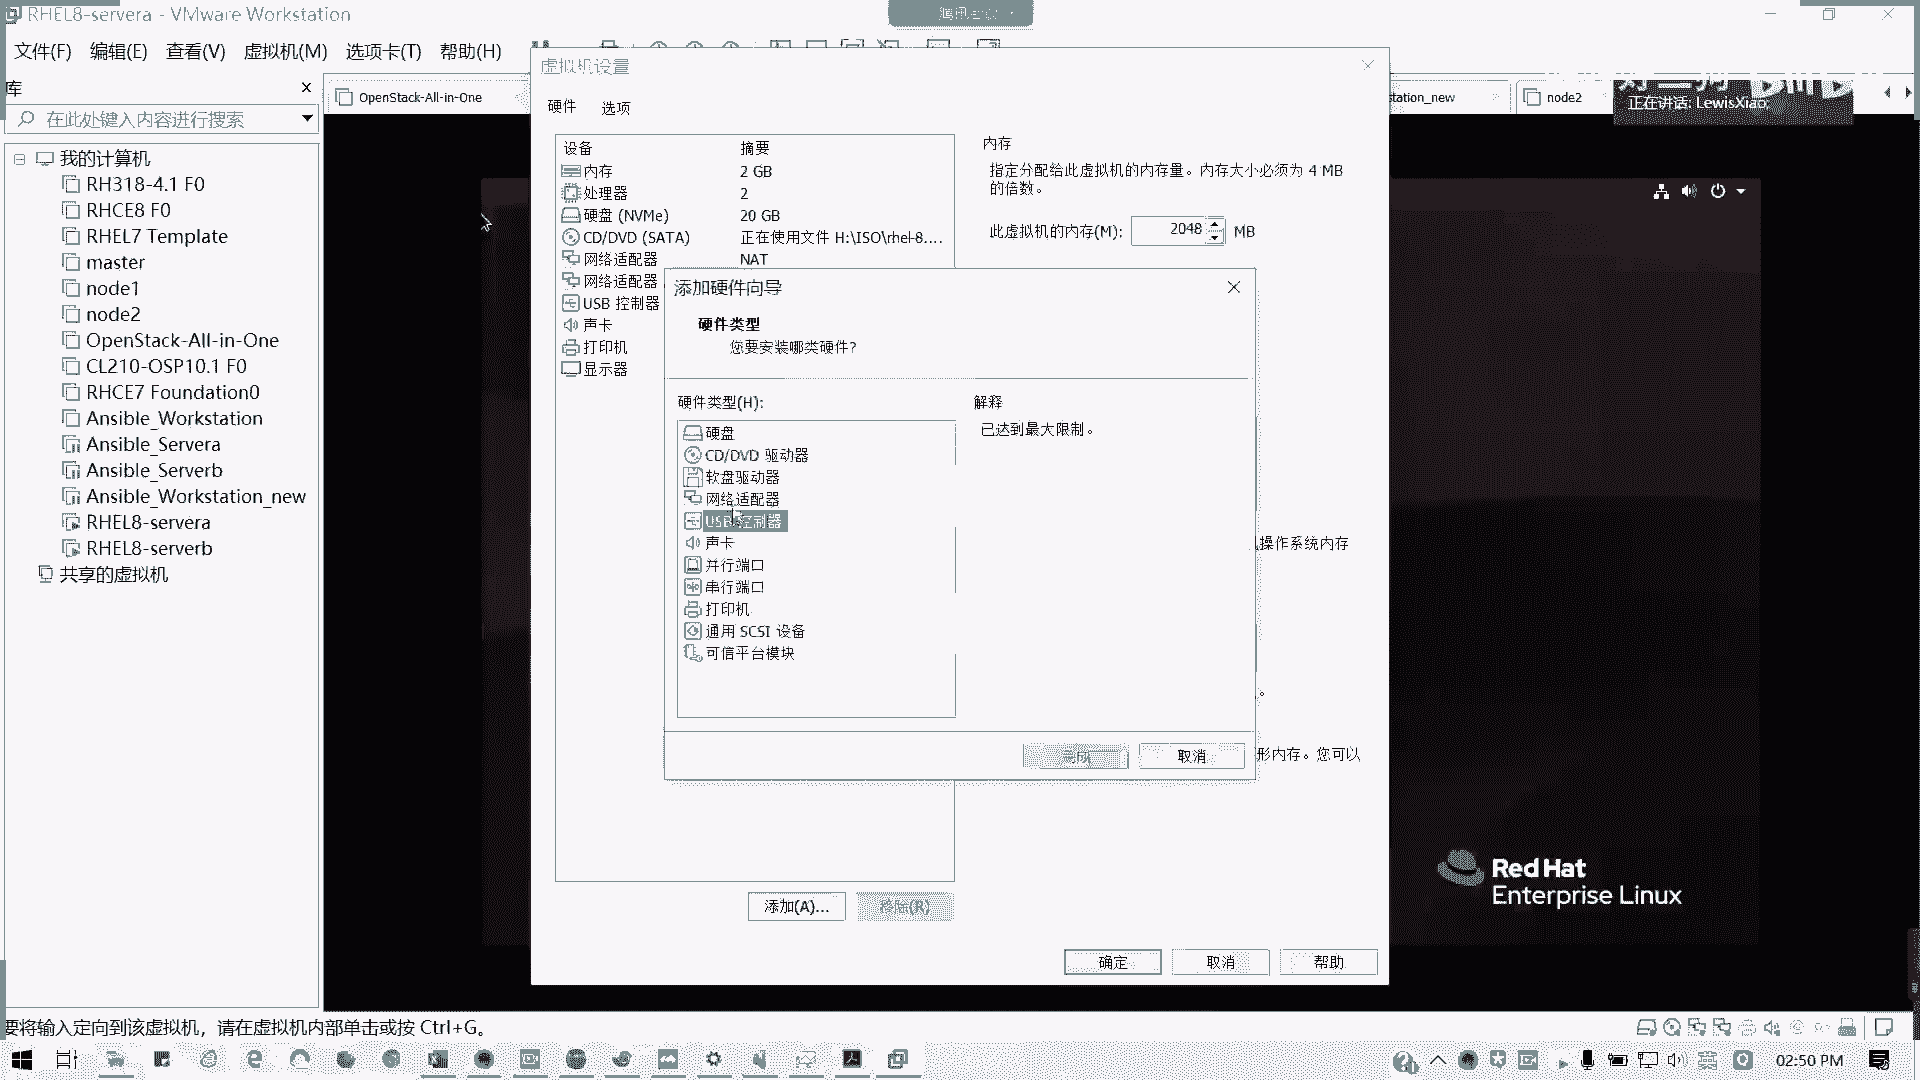 RHEL8-servera - VMware Workstation
文件(F) 编辑(E) 查看(V) 虚拟机(M) 选项卡(T) 帮助(H)
库
在此处键入内容进行搜索
我的计算机
RH318-4.1 F0
RHCE8 F0
RHEL7 Template
master
node1
node2
OpenStack-All-in-One
CL210-OSP10.1 F0
RHCE7 Foundation0
Ansible_Workstation
Ansible_Servera
Ansible_Serverb
Ansible_Workstation_new
RHEL8-servera
RHEL8-serverb
共享的虚拟机
OpenStack-All-in-One
station_new
node2
正在讲话: LewisXiao;
虚拟机设置
硬件 选项
设备 摘要
内存 2 GB
处理器 2
硬盘 (NVMe) 20 GB
CD/DVD (SATA) 正在使用文件 H:\ISO\rhel-8....
网络适配器 NAT
网络适配器
USB 控制器
声卡
打印机
显示器
内存
指定分配给此虚拟机的内存量。内存大小必须为 4 MB
的倍数。
此虚拟机的内存(M): 2048 MB
操作系统内存
形内存。您可以
添加硬件向导
硬件类型
您要安装哪类硬件?
硬件类型(H):
硬盘
CD/DVD 驱动器
软盘驱动器
网络适配器
USB 控制器
声卡
并行端口
串行端口
打印机
通用 SCSI 设备
可信平台模块
解释
已达到最大限制。
完成 取消
添加(A)... 移除(R)
确定 取消 帮助
Red Hat
Enterprise Linux
要将输入定向到该虚拟机，请在虚拟机内部单击或按 Ctrl+G。
英
02:50 PM